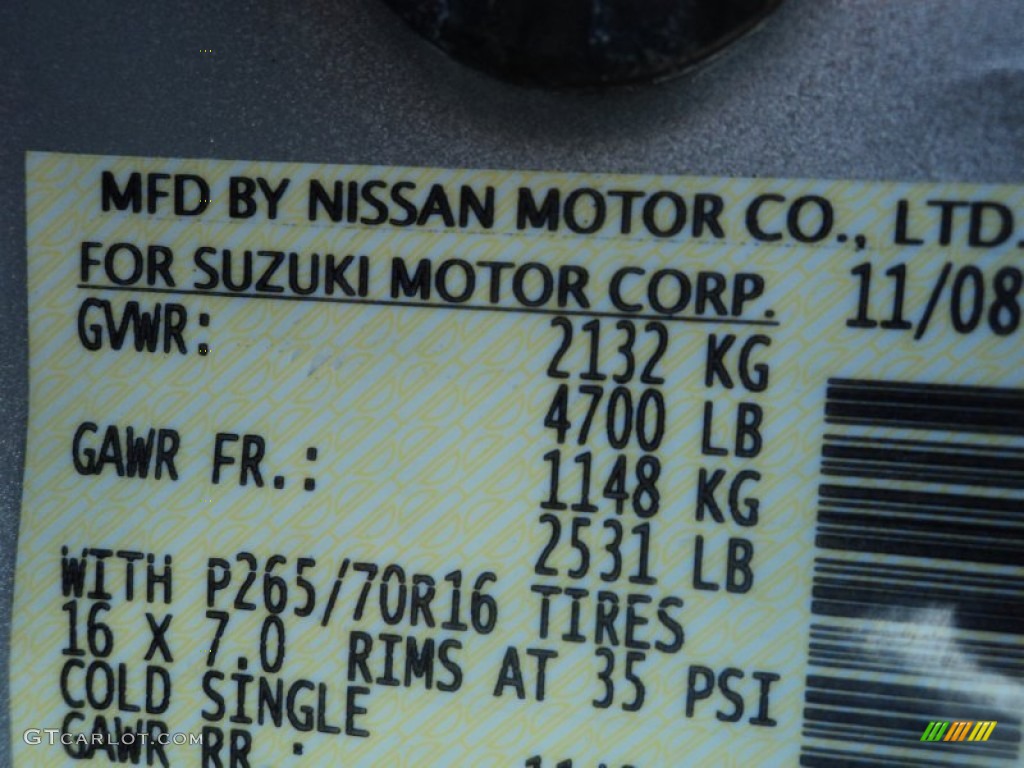 MFD BY NISSAN MOTOR CO., LTD.
FOR SUZUKI MOTOR CORP. 11/08
GVWR: 2132 KG
4700 LB
GAWR FR.: 1148 KG
2531 LB
WITH P265/70R16 TIRES
16 X 7.0 RIMS AT 35 PSI
COLD SINGLE
GAWR RR :
GTCARLOT.COM